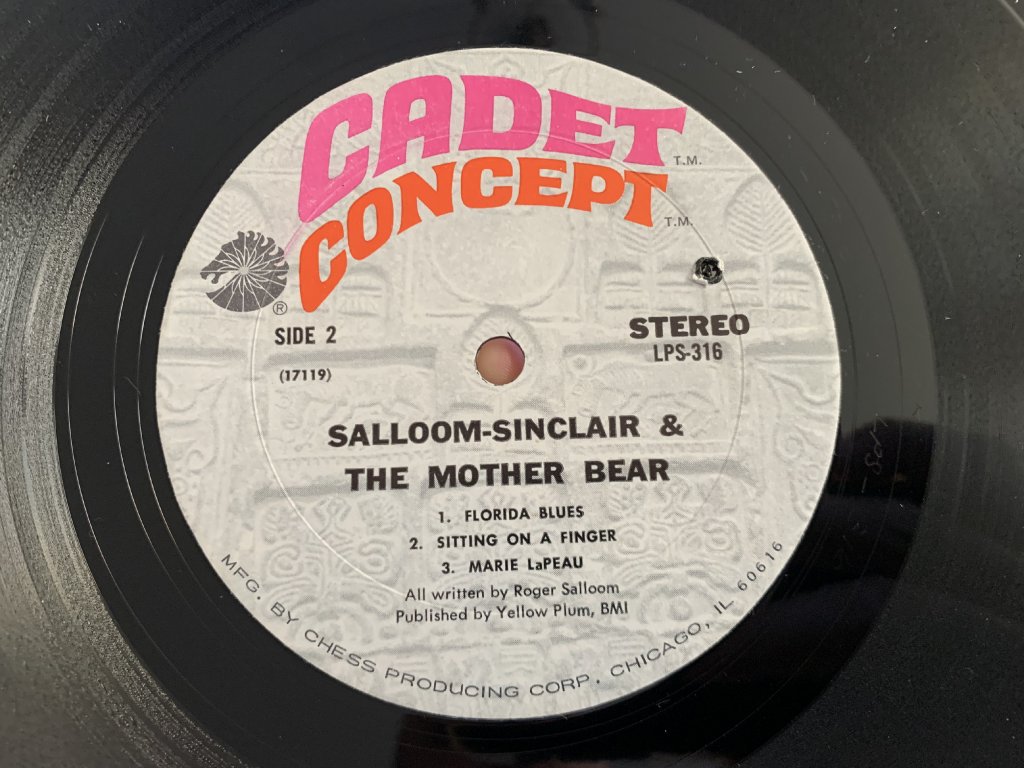 CADET T.M.
CONCEPT T.M.
®
SIDE 2
STEREO
(17119)
LPS-316
SALLOOM-SINCLAIR &
THE MOTHER BEAR
1. FLORIDA BLUES
2. SITTING ON A FINGER
3. MARIE LaPEAU
All written by Roger Salloom
Published by Yellow Plum, BMI
MFG. BY CHESS PRODUCING CORP. CHICAGO, IL 60616